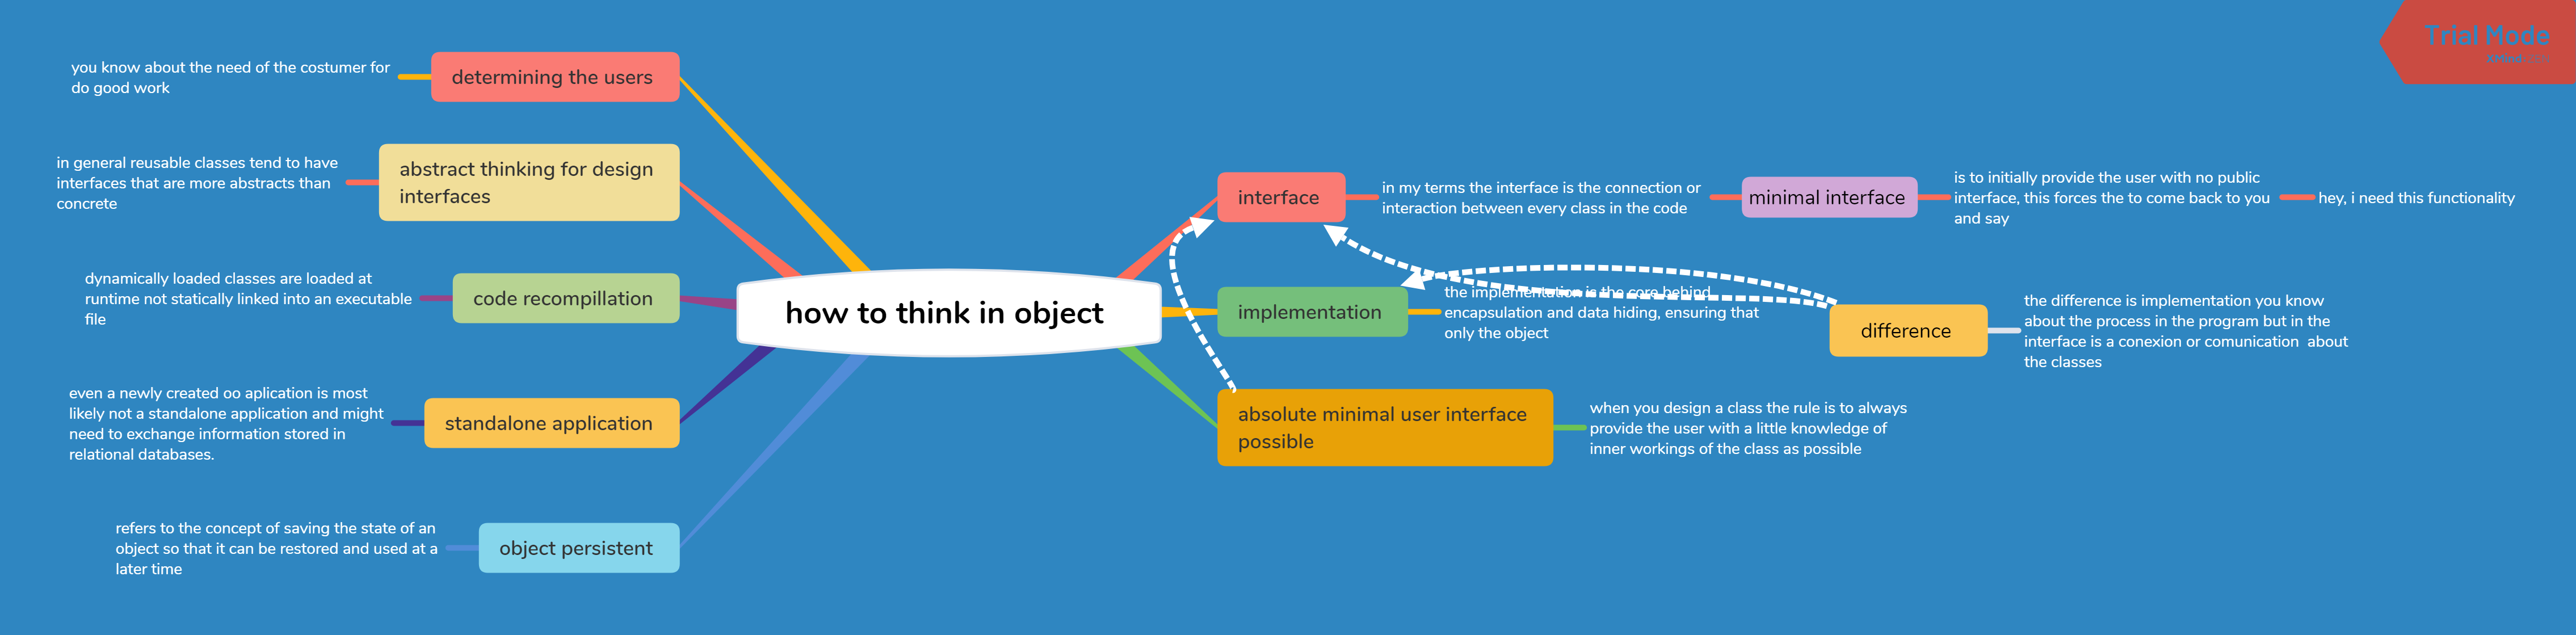 Trial Mode
you know about the need of the costumer for
do good work
determining the users
in general reusable classes tend to have
interfaces that are more abstracts than
concrete
abstract thinking for design
interfaces
dynamically loaded classes are loaded at
runtime not statically linked into an executable
file
code recompillation
even a newly created oo aplication is most
likely not a standalone application and might
need to exchange information stored in
relational databases.
standalone application
refers to the concept of saving the state of an
object so that it can be restored and used at a
later time
object persistent
how to think in object
interface
in my terms the interface is the connection or
interaction between every class in the code
minimal interface
is to initially provide the user with no public
interface, this forces the to come back to you
and say
hey, i need this functionality
implementation
the implementation is the core behind
encapsulation and data hiding, ensuring that
only the object
difference
the difference is implementation you know
about the process in the program but in the
interface is a conexion or comunication about
the classes
absolute minimal user interface
possible
when you design a class the rule is to always
provide the user with a little knowledge of
inner workings of the class as possible